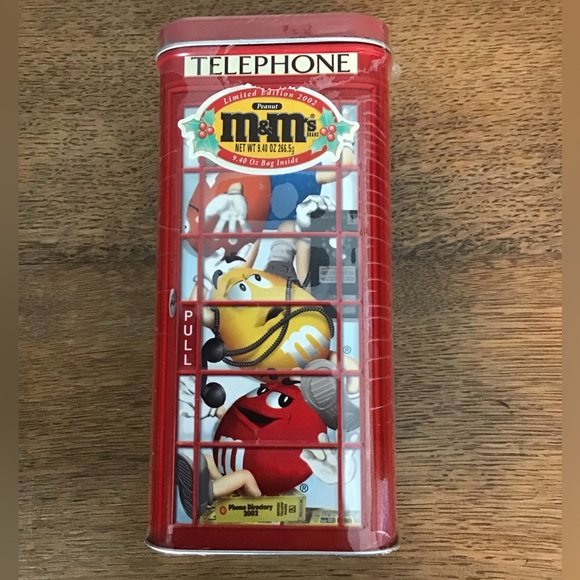 TELEPHONE
Limited Edition 2002
Peanut
m&m's®
BRAND
NET WT 9.40 OZ 266.5g
9.40 Oz Bag Inside
PULL
m
®
m
®
Phone Directory
2002